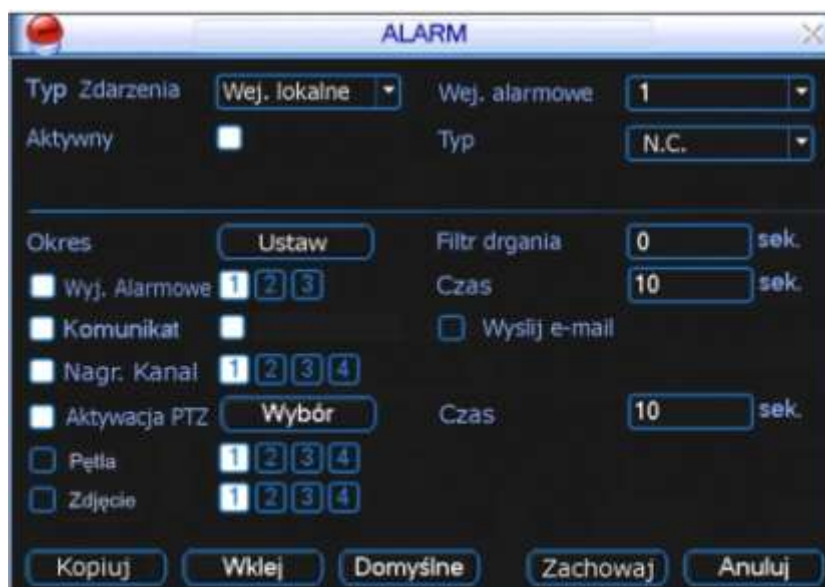 ALARM
Typ Zdarzenia Wej. lokalne Wej. alarmowe 1
Aktywny Typ N.C.
Okres Ustaw Filtr drgania 0 sek.
Wyj. Alarmowe 1 2 3 Czas 10 sek.
Komunikat Wyslij e-mail
Nagr. Kanal 1 2 3 4
Aktywacja PTZ Wybór Czas 10 sek.
Pętla 1 2 3 4
Zdjęcie 1 2 3 4
Kopiuj Wklej Domyślne Zachowaj Anuluj